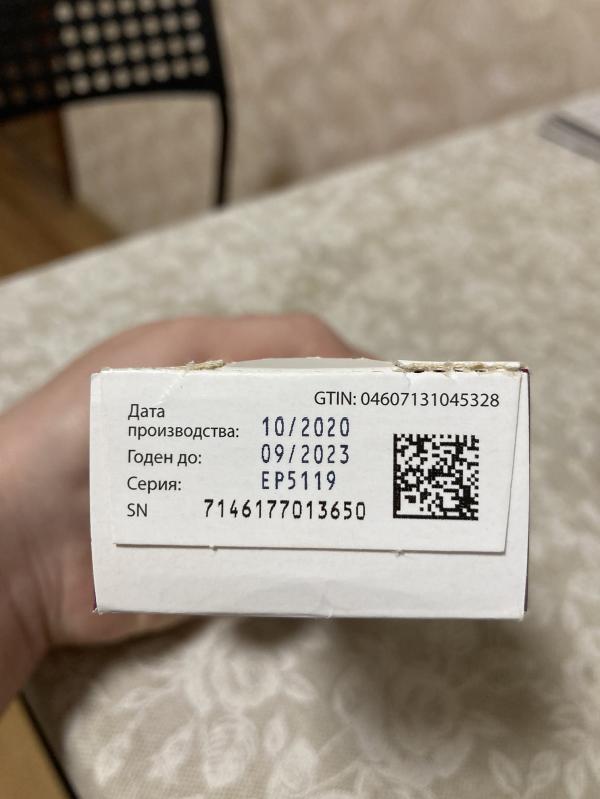 GTIN: 04607131045328
Дата
производства: 10/2020
Годен до: 09/2023
Серия: EP5119
SN 7146177013650